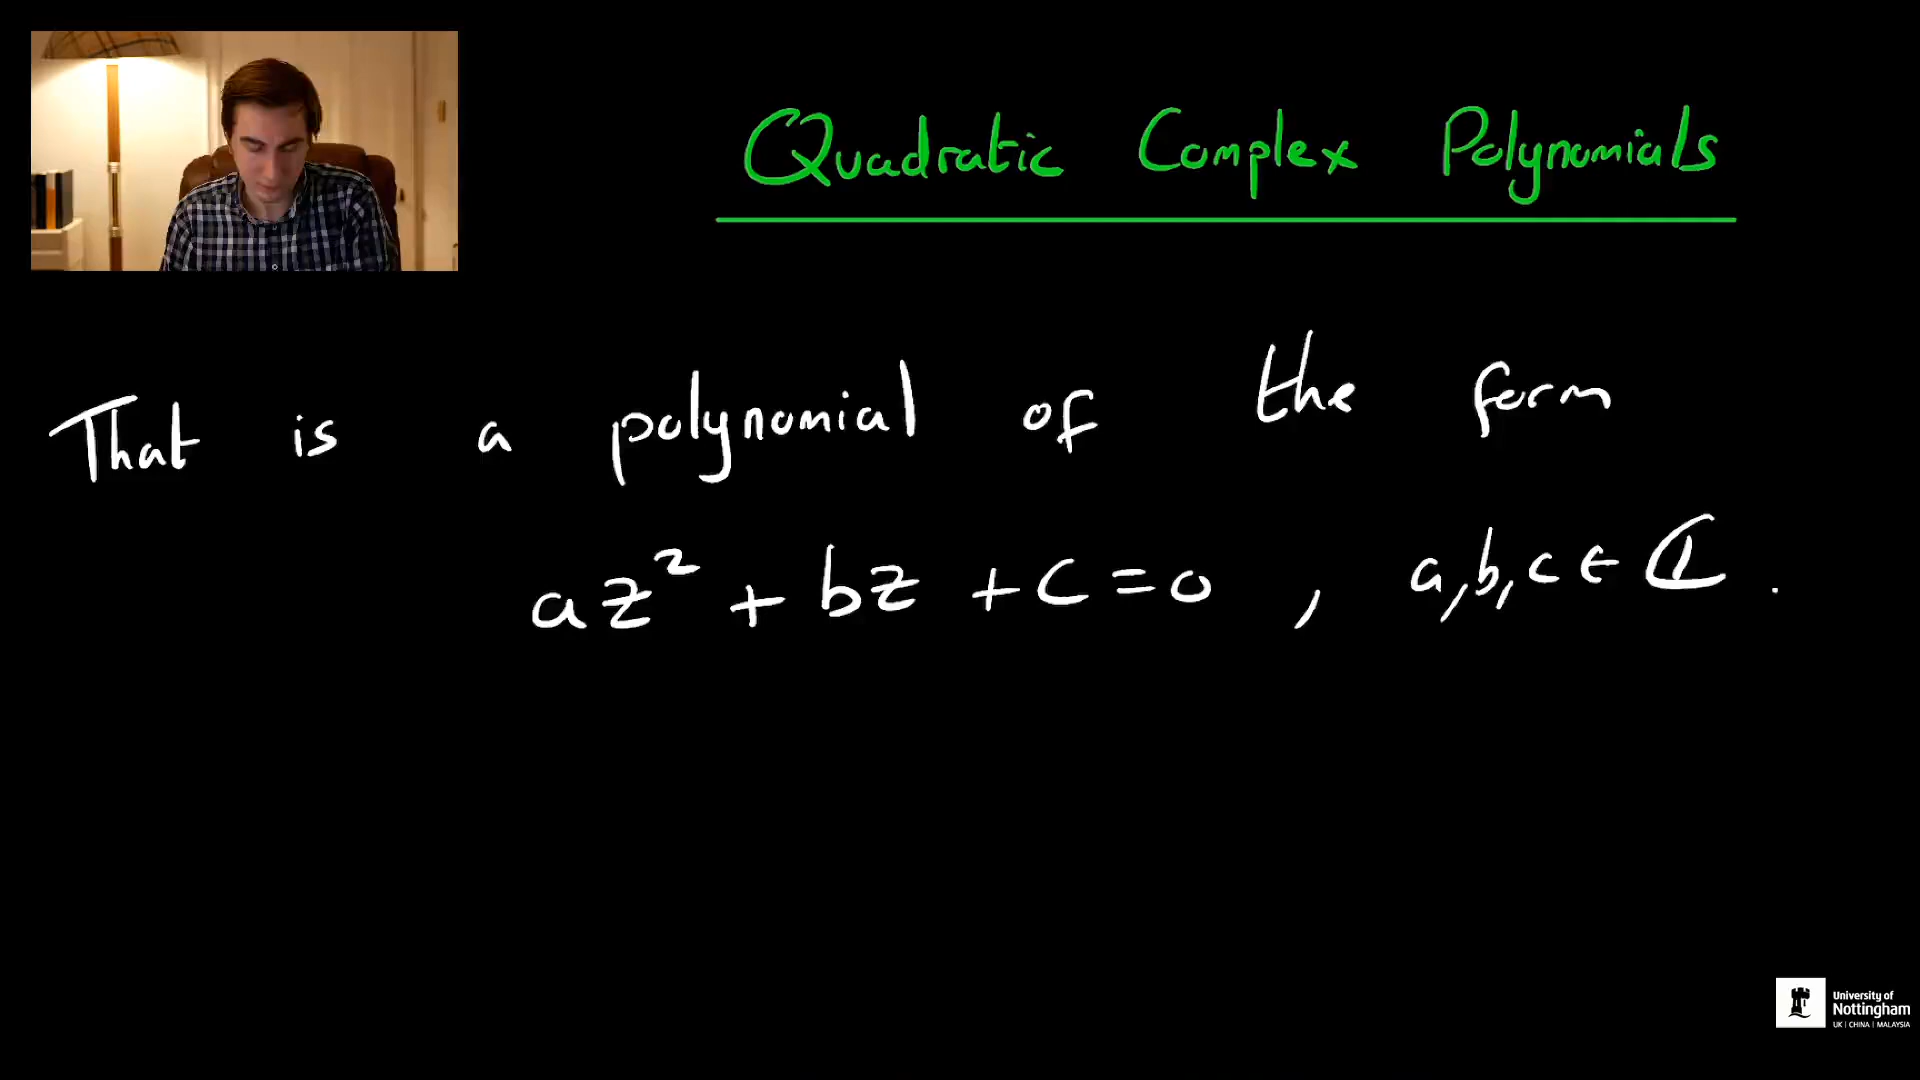 Quadratic Complex Polynomials
That is a polynomial of the form
az² + bz + c = 0 , a,b,c ∈ ℂ .
University of
Nottingham
UK | CHINA | MALAYSIA